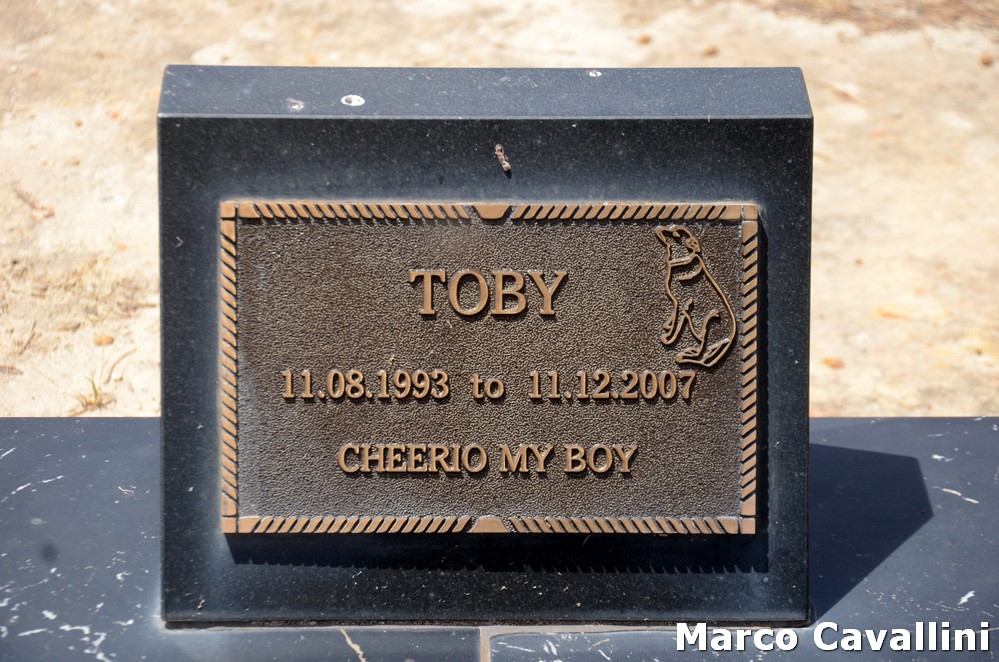 TOBY
11.08.1993 to 11.12.2007
CHEERIO MY BOY
Marco Cavallini